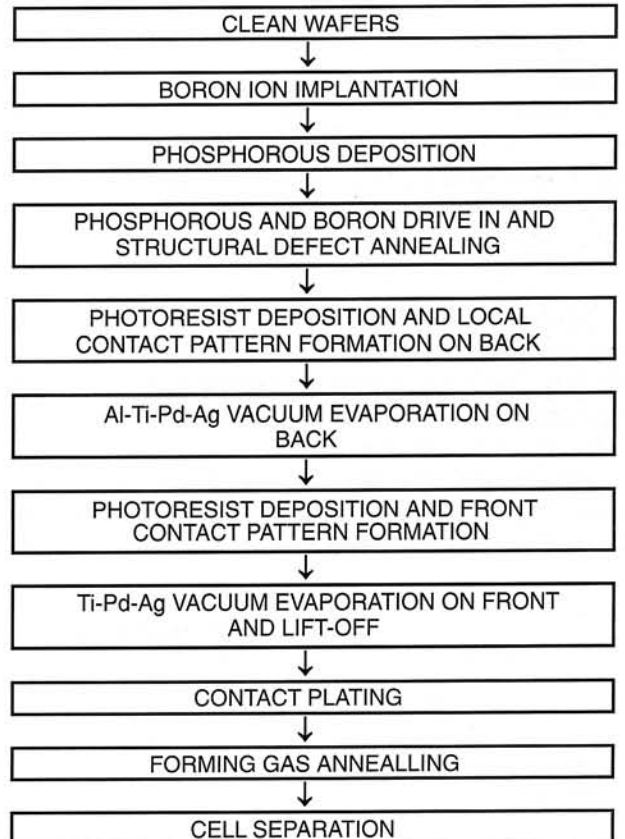 CLEAN WAFERS
BORON ION IMPLANTATION
PHOSPHOROUS DEPOSITION
PHOSPHOROUS AND BORON DRIVE IN AND
STRUCTURAL DEFECT ANNEALING
PHOTORESIST DEPOSITION AND LOCAL
CONTACT PATTERN FORMATION ON BACK
Al-Ti-Pd-Ag VACUUM EVAPORATION ON
BACK
PHOTORESIST DEPOSITION AND FRONT
CONTACT PATTERN FORMATION
Ti-Pd-Ag VACUUM EVAPORATION ON FRONT
AND LIFT-OFF
CONTACT PLATING
FORMING GAS ANNEALLING
CELL SEPARATION